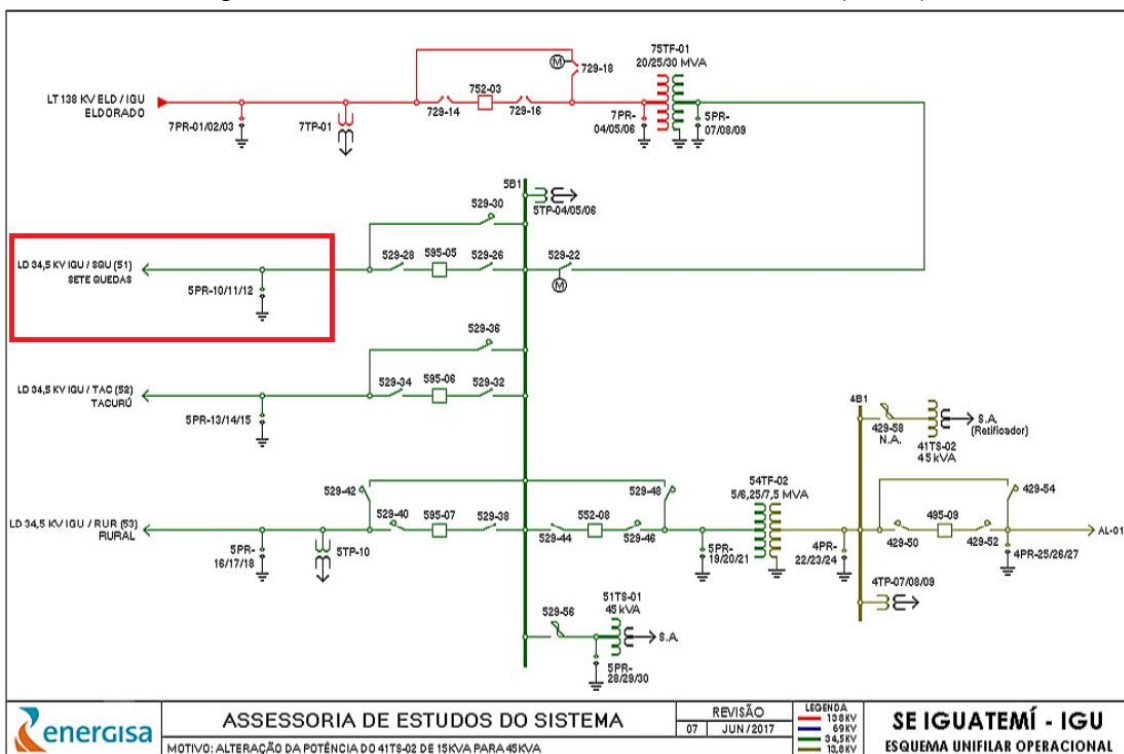 75TF-01
20/25/30 MVA
M
729-18
LT 138 KV ELD / IGU
ELDORADO
752-03
729-14
729-16
7PR-01/02/03
7TP-01
7PR-
04/05/06
5PR-
07/08/09
5B1
5TP-04/05/06
529-30
LD 34,5 KV IGU / SQU (51)
SETE QUEDAS
529-28
595-05
529-26
529-22
M
5PR-10/11/12
529-36
LD 34,5 KV IGU / TAC (52)
TACURÚ
529-34
595-06
529-32
5PR-13/14/15
4B1
429-58
N.A.
S.A.
(Retificador)
41TS-02
45 kVA
529-42
529-48
54TF-02
5/6,25/7,5 MVA
429-54
LD 34,5 KV IGU / RUR (53)
RURAL
529-40
595-07
529-38
529-44
552-08
529-46
495-09
429-50
429-52
AL-01
5PR-
16/17/18
5TP-10
5PR-
19/20/21
4PR-
22/23/24
4PR-25/26/27
4TP-07/08/09
51TS-01
45 kVA
529-56
S.A.
5PR-
28/29/30
energisa
ASSESSORIA DE ESTUDOS DO SISTEMA
MOTIVO: ALTERAÇÃO DA POTÊNCIA DO 41TS-02 DE 15KVA PARA 45KVA
REVISÃO
07 JUN / 2017
LEGENDA
138KV
69KV
34,5KV
13,8KV
SE IGUATEMÍ - IGU
ESQUEMA UNIFILAR OPERACIONAL